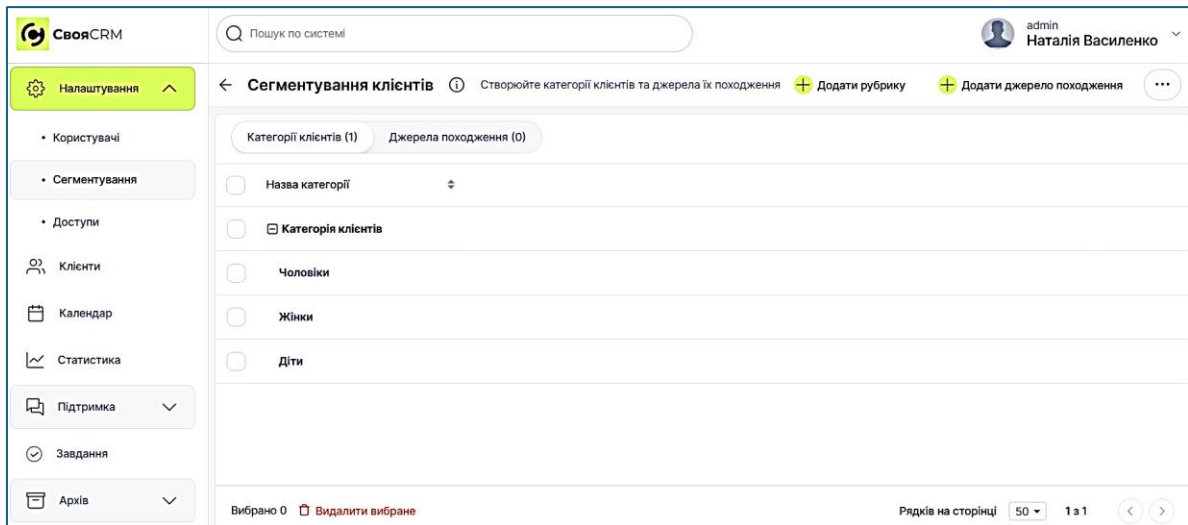 СвояCRM
Пошук по системі
admin
Наталія Василенко
Налаштування
• Користувачі
• Сегментування
• Доступи
Клієнти
Календар
Статистика
Підтримка
Завдання
Архів
Сегментування клієнтів
Створюйте категорії клієнтів та джерела їх походження
Додати рубрику
Додати джерело походження
Категорії клієнтів (1)
Джерела походження (0)
Назва категорії
Категорія клієнтів
Чоловіки
Жінки
Діти
Вибрано 0
Видалити вибране
Рядків на сторінці
50
1 з 1